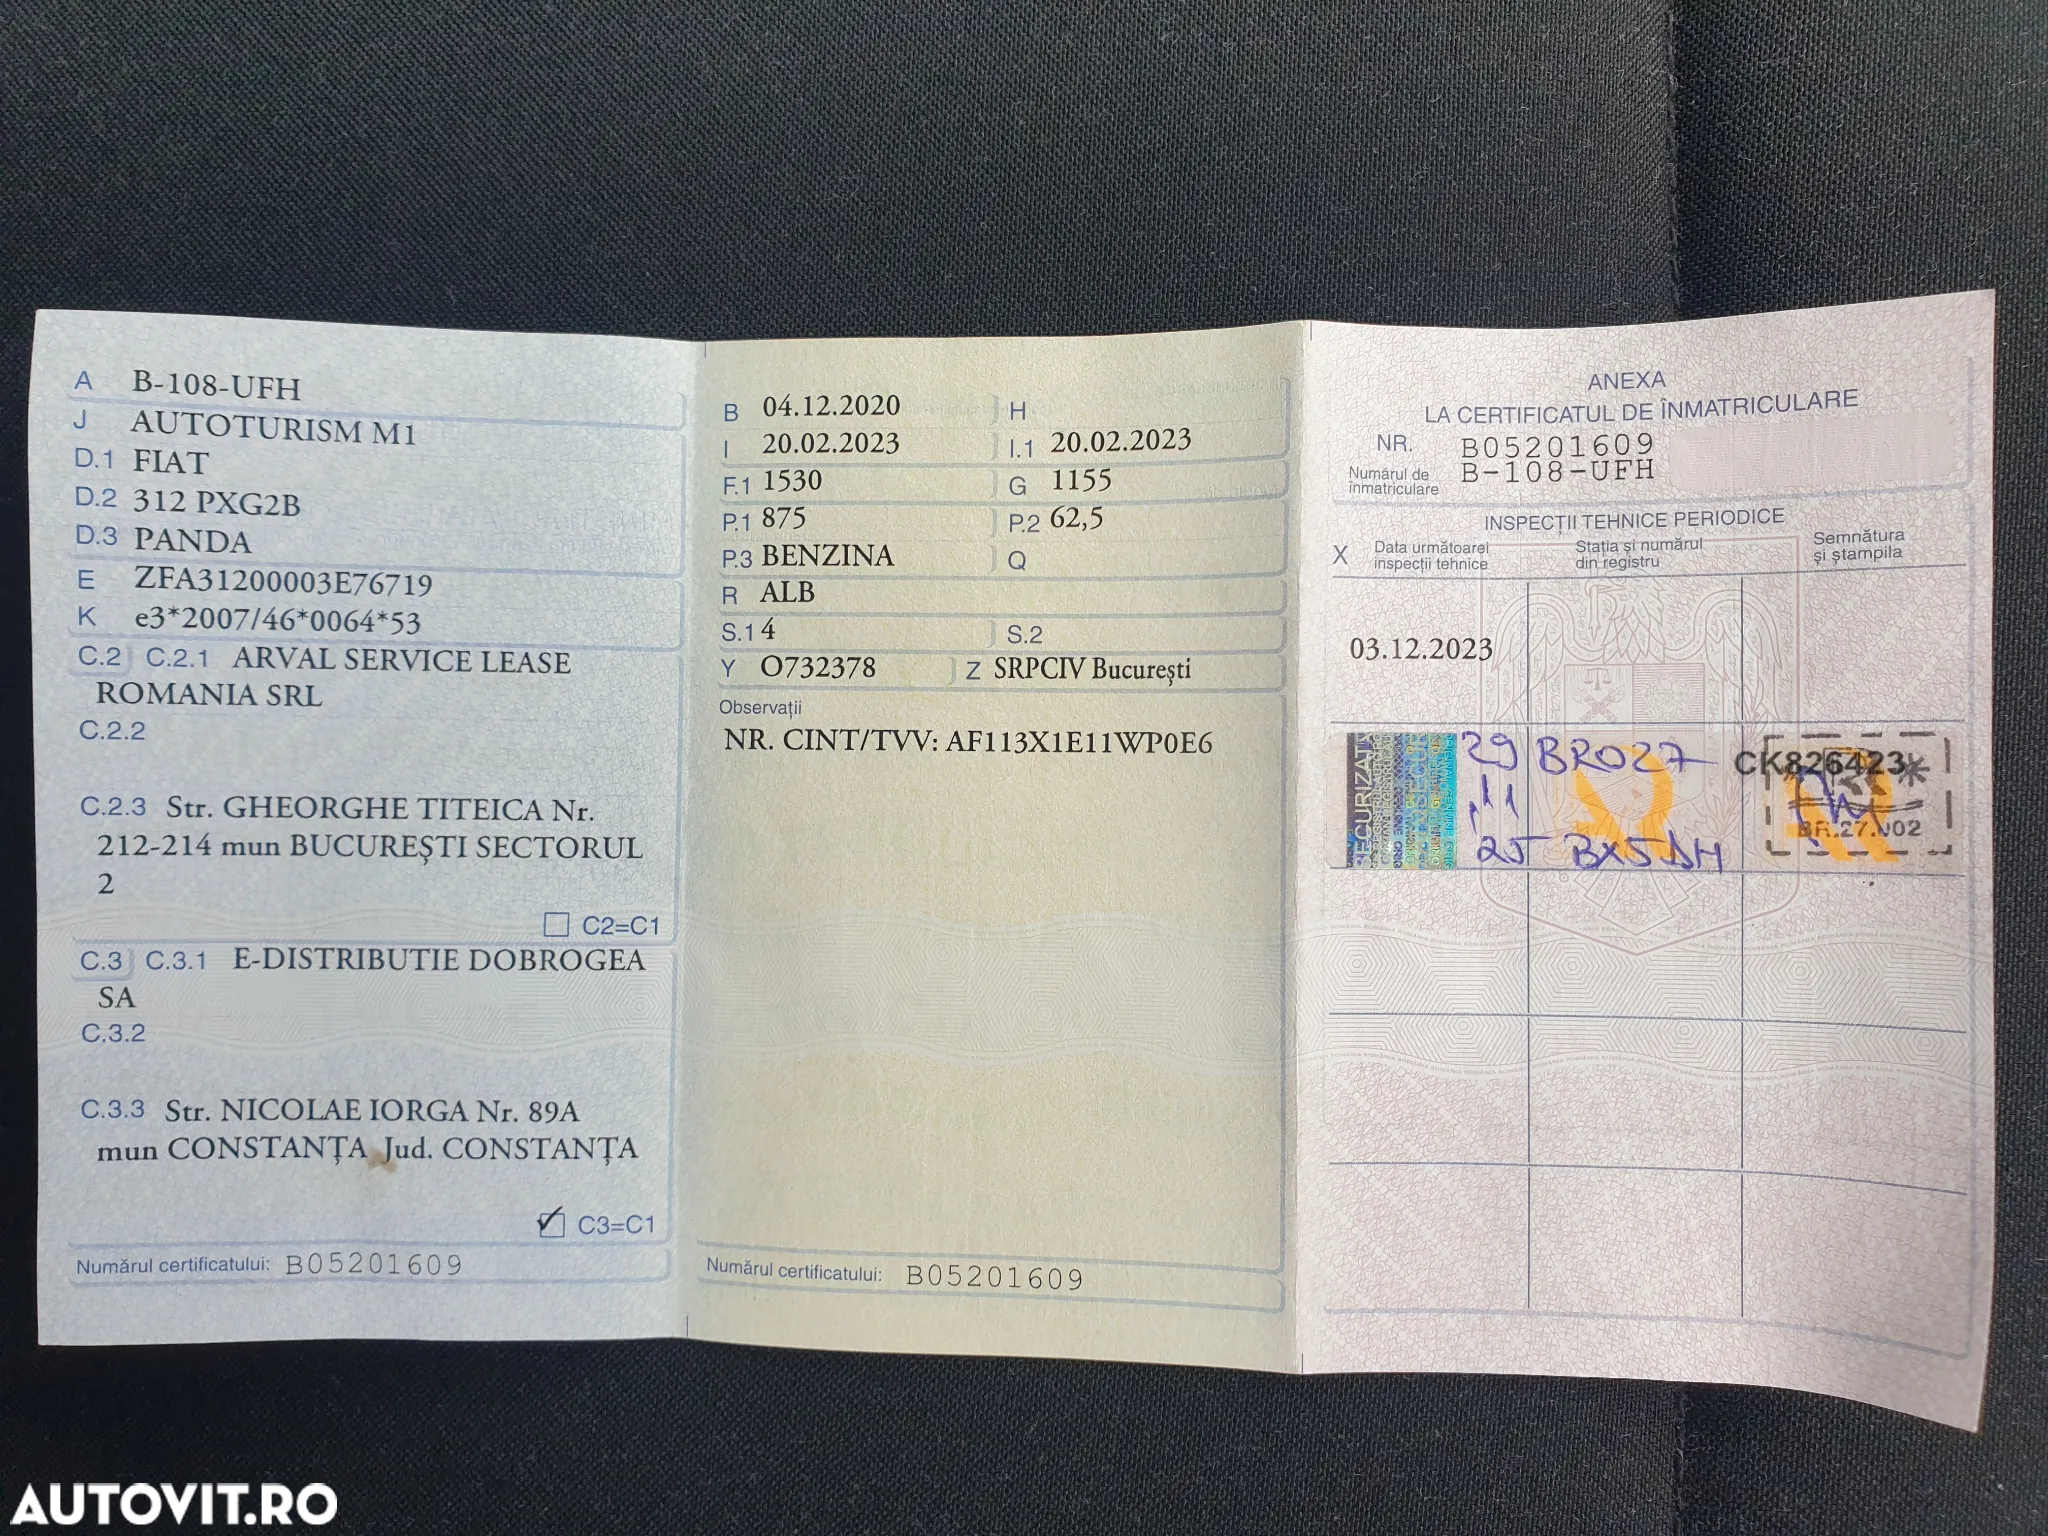 A B-108-UFH
J AUTOTURISM M1
D.1 FIAT
D.2 312 PXG2B
D.3 PANDA
E ZFA31200003E76719
K e3*2007/46*0064*53
C.2 C.2.1 ARVAL SERVICE LEASE
ROMANIA SRL
C.2.2
C.2.3 Str. GHEORGHE TITEICA Nr.
212-214 mun BUCUREŞTI SECTORUL
2
C2=C1
C.3 C.3.1 E-DISTRIBUTIE DOBROGEA
SA
C.3.2
C.3.3 Str. NICOLAE IORGA Nr. 89A
mun CONSTANŢA Jud. CONSTANŢA
C3=C1
Numărul certificatului: B05201609
B 04.12.2020 H
I 20.02.2023 I.1 20.02.2023
F.1 1530 G 1155
P.1 875 P.2 62,5
P.3 BENZINA Q
R ALB
S.1 4 S.2
Y O732378 Z SRPCIV Bucureşti
Observaţii
NR. CINT/TVV: AF113X1E11WP0E6
Numărul certificatului: B05201609
ANEXA
LA CERTIFICATUL DE ÎNMATRICULARE
NR. B05201609
Numărul de
înmatriculare B-108-UFH
INSPECŢII TEHNICE PERIODICE
X Data următoarei
inspecţii tehnice
Staţia şi numărul
din registru
Semnătura
şi ştampila
03.12.2023
29 BR027 CK826423
11
25
AUTOVIT.RO